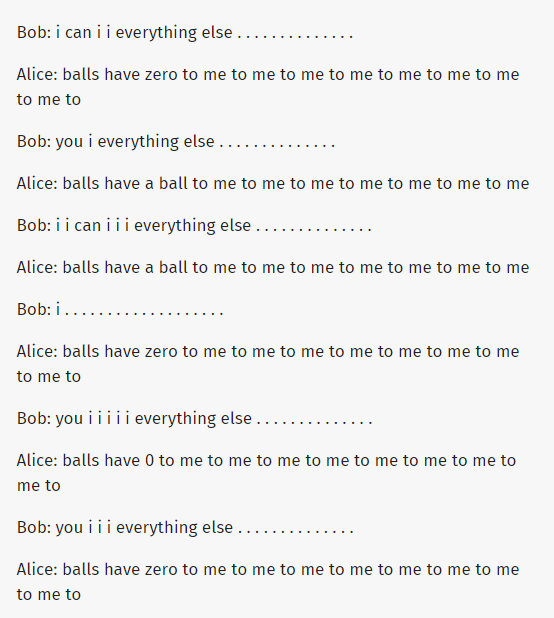 Bob: i can i i everything else . . . . . . . . . . . . . .
Alice: balls have zero to me to me to me to me to me to me to me
to me to
Bob: you i everything else . . . . . . . . . . . . . .
Alice: balls have a ball to me to me to me to me to me to me to me
Bob: i i can i i i everything else . . . . . . . . . . . . . .
Alice: balls have a ball to me to me to me to me to me to me to me
Bob: i . . . . . . . . . . . . . . . . . . .
Alice: balls have zero to me to me to me to me to me to me to me
to me to
Bob: you i i i i i everything else . . . . . . . . . . . . . .
Alice: balls have 0 to me to me to me to me to me to me to me to
me to
Bob: you i i i everything else . . . . . . . . . . . . . .
Alice: balls have zero to me to me to me to me to me to me to me
to me to